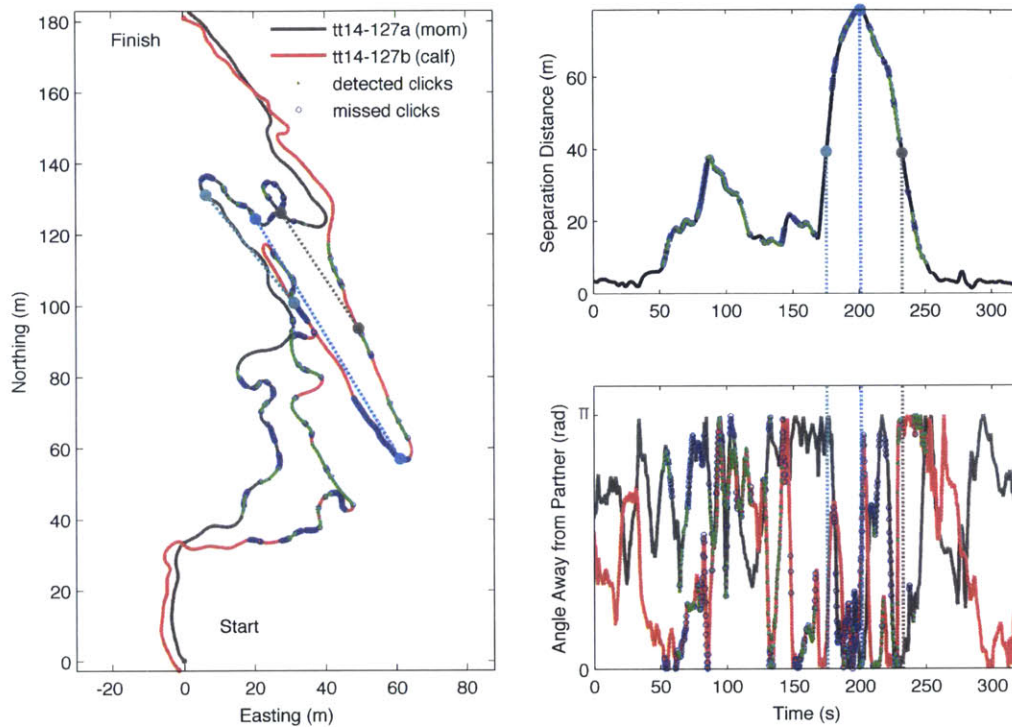 Finish
tt14-127a (mom)
tt14-127b (calf)
detected clicks
missed clicks
Start
Northing (m)
180
160
140
120
100
80
60
40
20
0
-20
0
20
40
60
80
Easting (m)
Separation Distance (m)
60
40
20
0
0
50
100
150
200
250
300
Angle Away from Partner (rad)
π
0
0
50
100
150
200
250
300
Time (s)